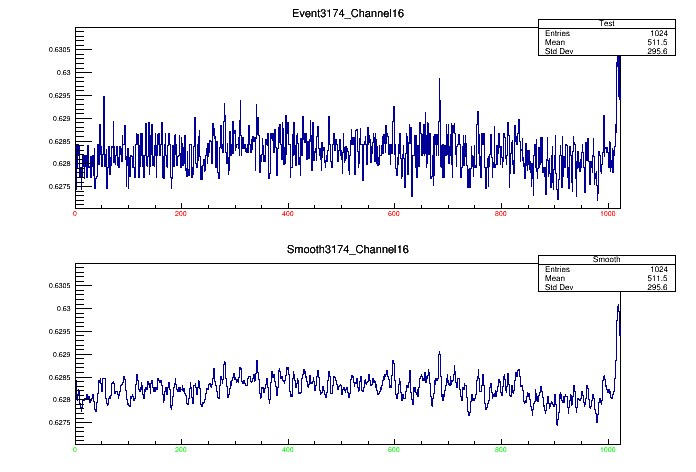 Event3174_Channel16
Test
Entries 1024
Mean 511.5
Std Dev 295.6
0.6305
0.63
0.6295
0.629
0.6285
0.628
0.6275
0 200 400 600 800 1000
Smooth3174_Channel16
Smooth
Entries 1024
Mean 511.5
Std Dev 295.6
0.6305
0.63
0.6295
0.629
0.6285
0.628
0.6275
0 200 400 600 800 1000